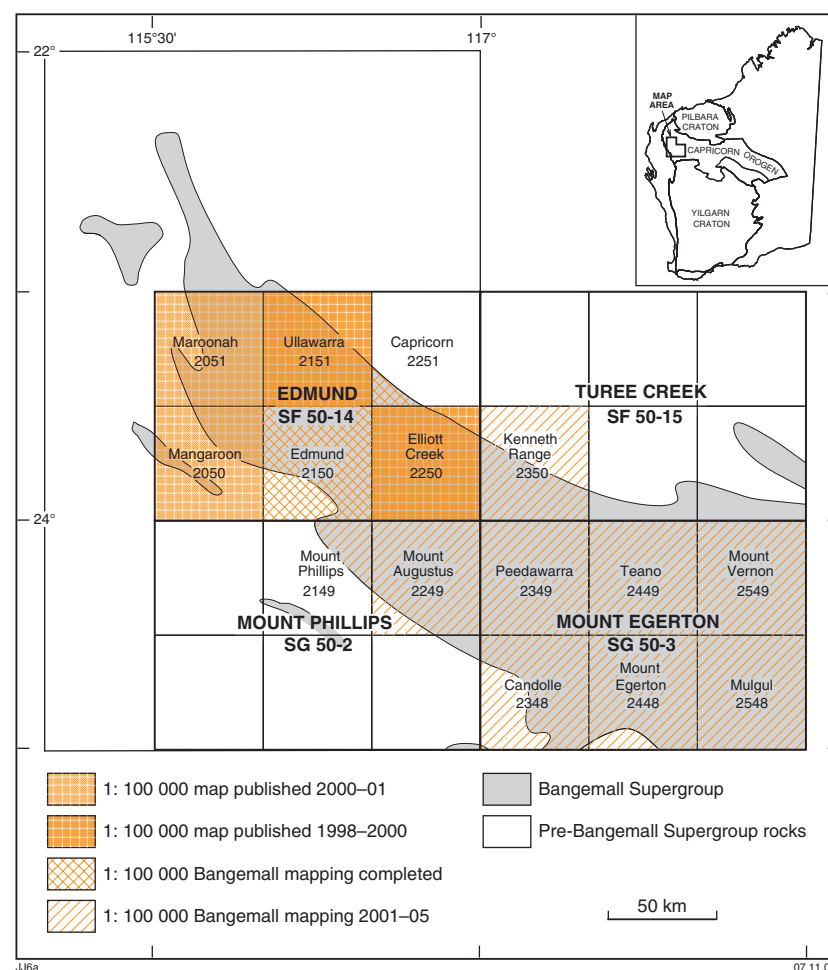 115°30'
117°
22°
24°
MAP
AREA
PILBARA
CRATON
CAPRICORN OROGEN
YILGARN
CRATON
Maroonah
2051
Ullawarra
2151
Capricorn
2251
EDMUND
SF 50-14
TUREE CREEK
SF 50-15
Mangaroon
2050
Edmund
2150
Elliott
Creek
2250
Kenneth
Range
2350
Mount
Phillips
2149
Mount
Augustus
2249
Peedawarra
2349
Teano
2449
Mount
Vernon
2549
MOUNT PHILLIPS
SG 50-2
MOUNT EGERTON
SG 50-3
Candolle
2348
Mount
Egerton
2448
Mulgul
2548
1: 100 000 map published 2000–01
1: 100 000 map published 1998–2000
1: 100 000 Bangemall mapping completed
1: 100 000 Bangemall mapping 2001–05
Bangemall Supergroup
Pre-Bangemall Supergroup rocks
50 km
JJ6a